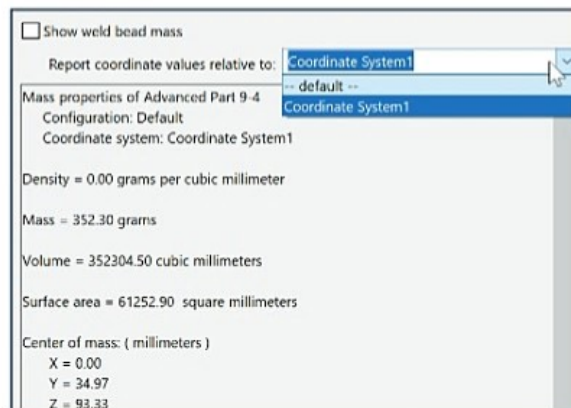 Show weld bead mass
Report coordinate values relative to: Coordinate System1
-- default --
Coordinate System1
Mass properties of Advanced Part 9-4
Configuration: Default
Coordinate system: Coordinate System1
Density = 0.00 grams per cubic millimeter
Mass = 352.30 grams
Volume = 352304.50 cubic millimeters
Surface area = 61252.90 square millimeters
Center of mass: ( millimeters )
X = 0.00
Y = 34.97
Z = 93.33